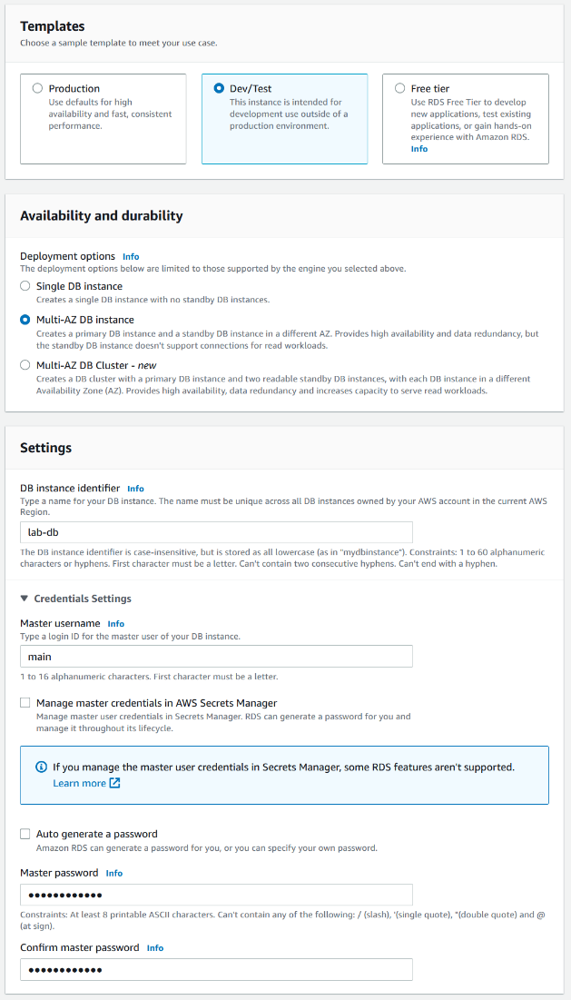 Templates
Choose a sample template to meet your use case.
Production
Use defaults for high
availability and fast, consistent
performance.
Dev/Test
This instance is intended for
development use outside of a
production environment.
Free tier
Use RDS Free Tier to develop
new applications, test existing
applications, or gain hands-on
experience with Amazon RDS.
Info
Availability and durability
Deployment options Info
The deployment options below are limited to those supported by the engine you selected above.
Single DB instance
Creates a single DB instance with no standby DB instances.
Multi-AZ DB instance
Creates a primary DB instance and a standby DB instance in a different AZ. Provides high availability and data redundancy, but
the standby DB instance doesn't support connections for read workloads.
Multi-AZ DB Cluster - new
Creates a DB cluster with a primary DB instance and two readable standby DB instances, with each DB instance in a different
Availability Zone (AZ). Provides high availability, data redundancy and increases capacity to serve read workloads.
Settings
DB instance identifier Info
Type a name for your DB instance. The name must be unique across all DB instances owned by your AWS account in the current AWS
Region.
lab-db
The DB instance identifier is case-insensitive, but is stored as all lowercase (as in "mydbinstance"). Constraints: 1 to 60 alphanumeric
characters or hyphens. First character must be a letter. Can't contain two consecutive hyphens. Can't end with a hyphen.
Credentials Settings
Master username Info
Type a login ID for the master user of your DB instance.
main
1 to 16 alphanumeric characters. First character must be a letter.
Manage master credentials in AWS Secrets Manager
Manage master user credentials in Secrets Manager. RDS can generate a password for you and
manage it throughout its lifecycle.
If you manage the master user credentials in Secrets Manager, some RDS features aren't supported.
Learn more
Auto generate a password
Amazon RDS can generate a password for you, or you can specify your own password.
Master password Info
••••••••••••
Constraints: At least 8 printable ASCII characters. Can't contain any of the following: / (slash), '(single quote), "(double quote) and @
(at sign).
Confirm master password Info
••••••••••••